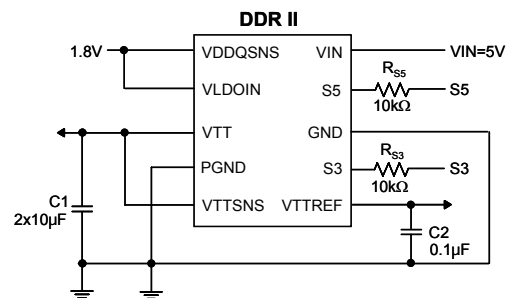 DDR II
1.8V
VDDQSNS
VIN
VIN=5V
VLDOIN
S5
RS5
10kΩ
S5
VTT
GND
PGND
S3
RS3
10kΩ
S3
C1
2x10µF
VTTSNS
VTTREF
C2
0.1µF